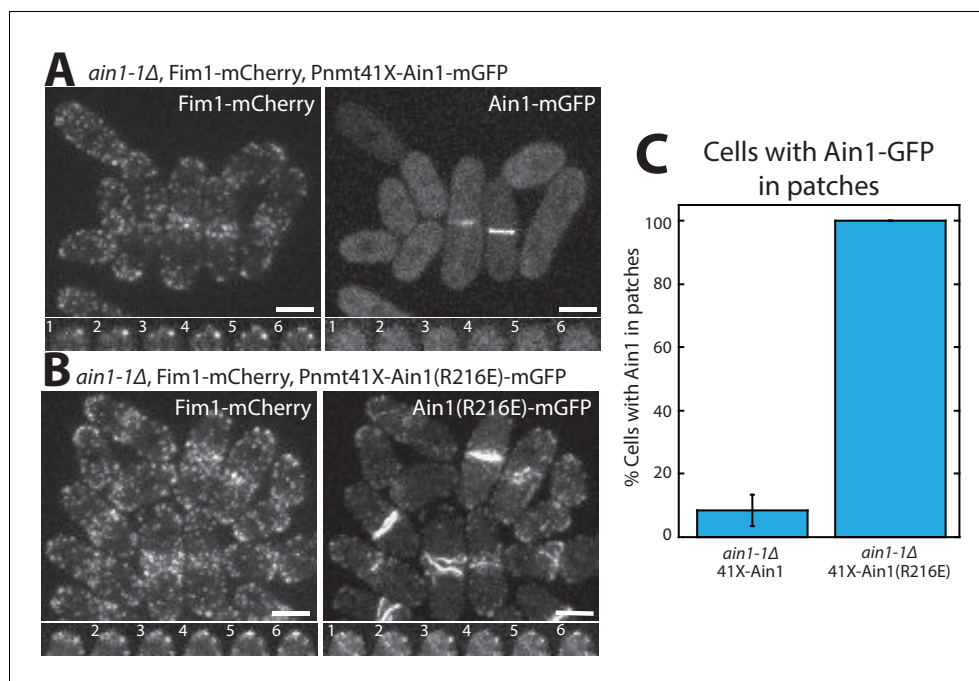 A ain1-1Δ, Fim1-mCherry, Pnmt41X-Ain1-mGFP
Fim1-mCherry
Ain1-mGFP
1 2 3 4 5 6
1 2 3 4 5 6
B ain1-1Δ, Fim1-mCherry, Pnmt41X-Ain1(R216E)-mGFP
Fim1-mCherry
Ain1(R216E)-mGFP
2 3 4 5 6
1 2 3 4 5 6
C Cells with Ain1-GFP
in patches
% Cells with Ain1 in patches
100
80
60
40
20
0
ain1-1Δ
41X-Ain1
ain1-1Δ
41X-Ain1(R216E)